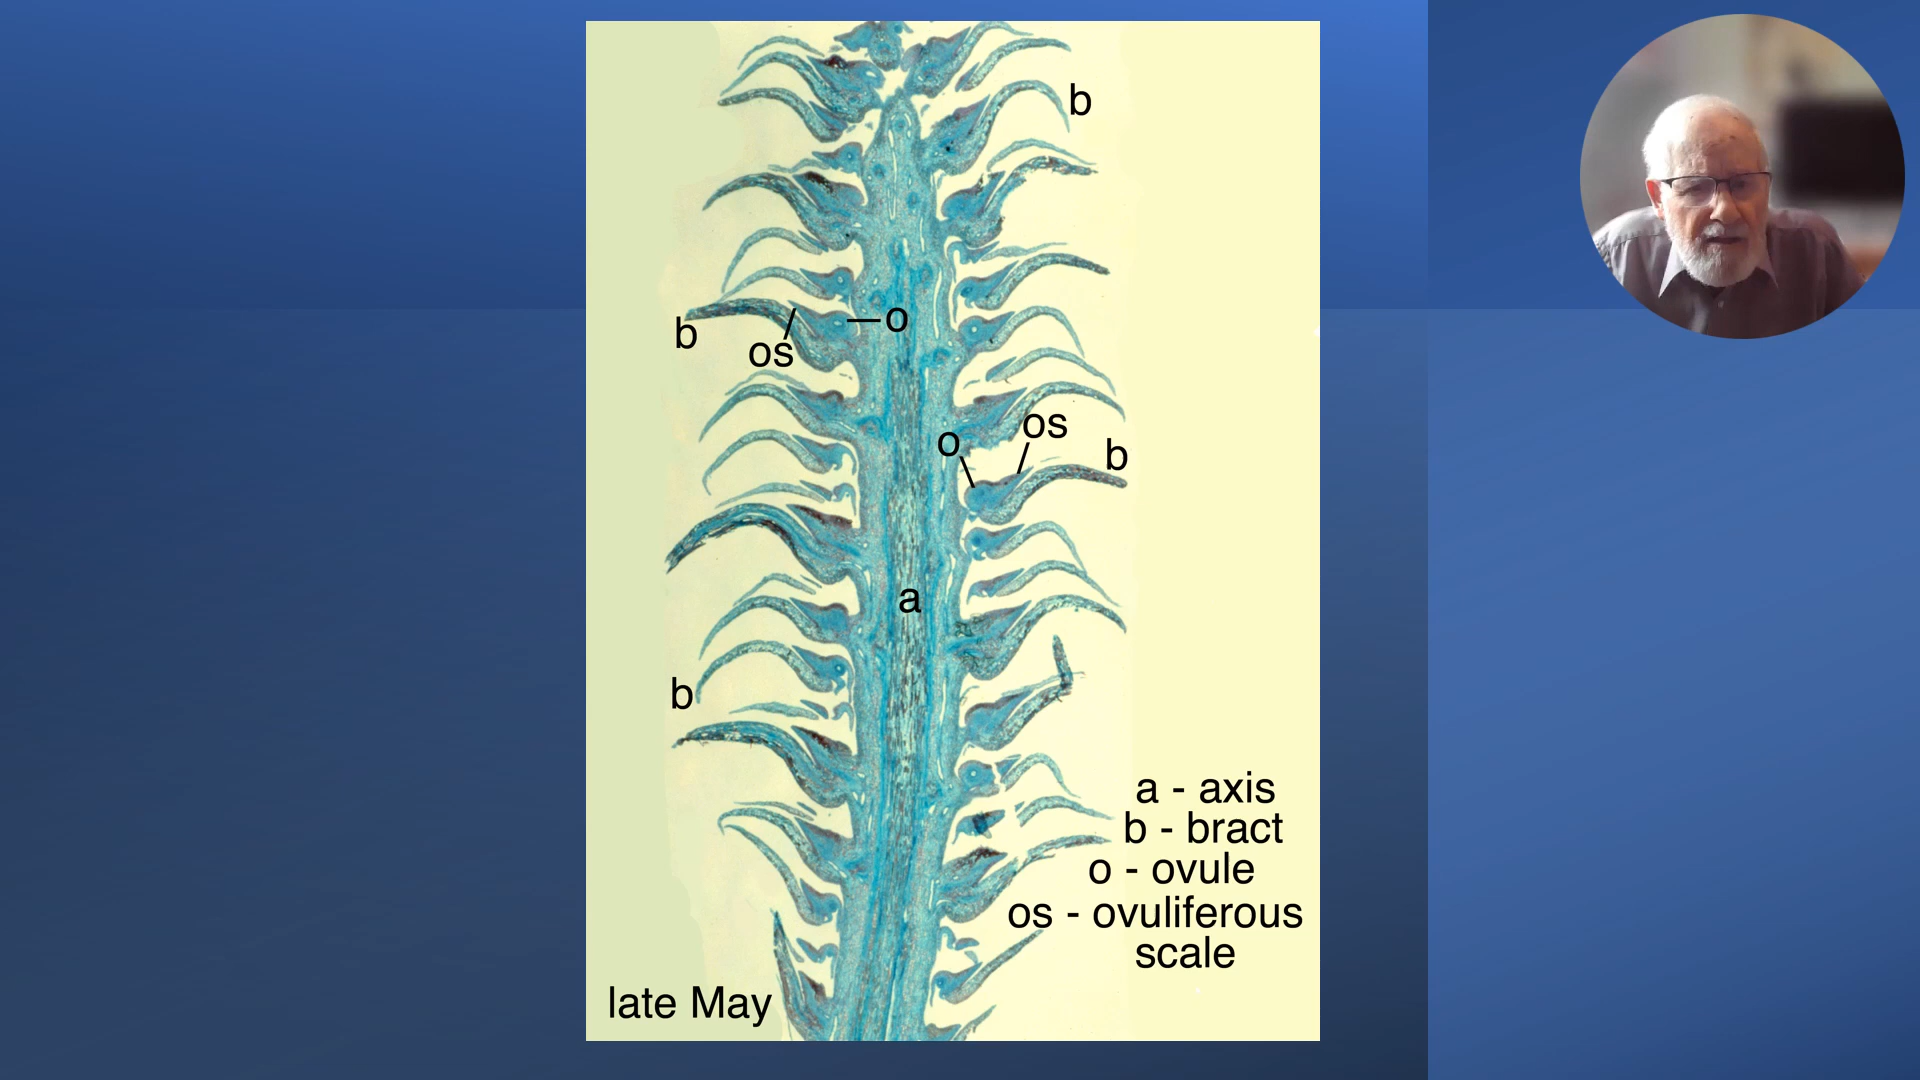 b
b
os
o
o
os
b
a
b
a - axis
b - bract
o - ovule
os - ovuliferous
scale
late May